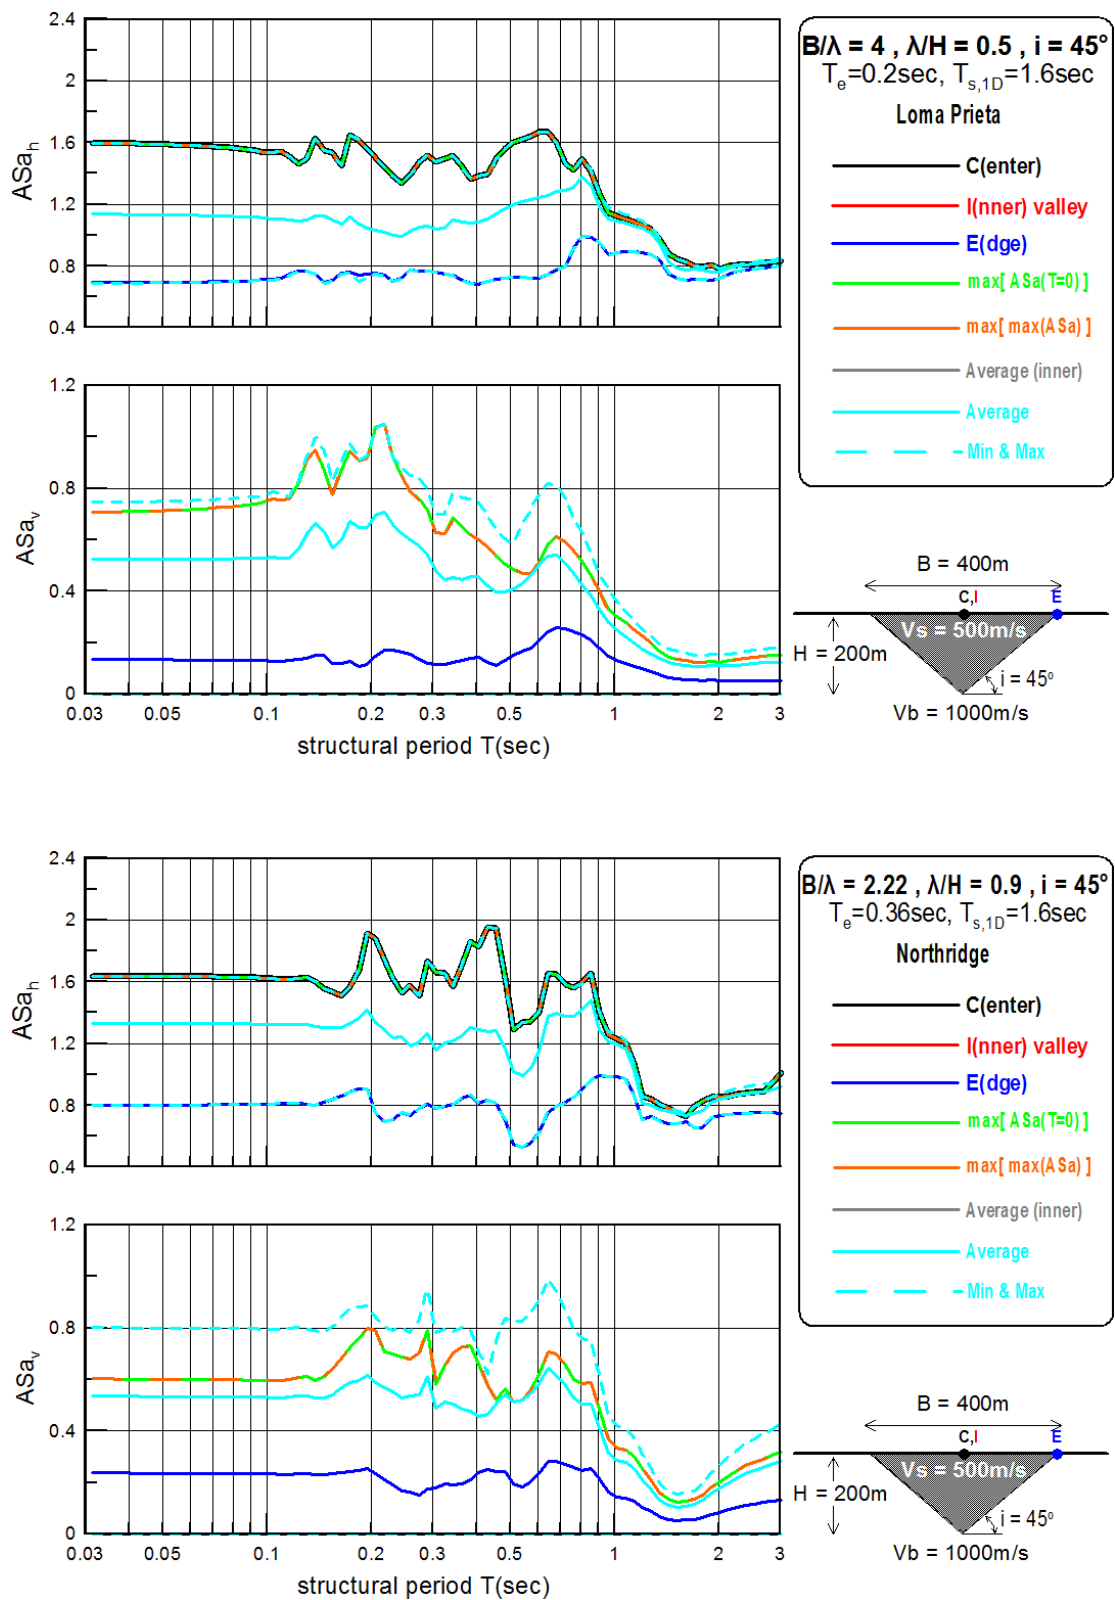 2.4
2
1.6
1.2
0.8
0.4
ASa_h
B/λ = 4 , λ/H = 0.5 , i = 45°
T_e=0.2sec, T_s,1D=1.6sec
Loma Prieta
C(enter)
I(nner) valley
E(dge)
max[ ASa(T=0) ]
max[ max(ASa) ]
Average (inner)
Average
Min & Max
1.2
0.8
0.4
0
ASa_v
0.03 0.05 0.1 0.2 0.3 0.5 1 2 3
structural period T(sec)
B = 400m
C,I E
Vs = 500m/s
H = 200m
i = 45°
Vb = 1000m/s
2.4
2
1.6
1.2
0.8
0.4
ASa_h
B/λ = 2.22 , λ/H = 0.9 , i = 45°
T_e=0.36sec, T_s,1D=1.6sec
Northridge
C(enter)
I(nner) valley
E(dge)
max[ ASa(T=0) ]
max[ max(ASa) ]
Average (inner)
Average
Min & Max
1.2
0.8
0.4
0
ASa_v
0.03 0.05 0.1 0.2 0.3 0.5 1 2 3
structural period T(sec)
B = 400m
C,I E
Vs = 500m/s
H = 200m
i = 45°
Vb = 1000m/s